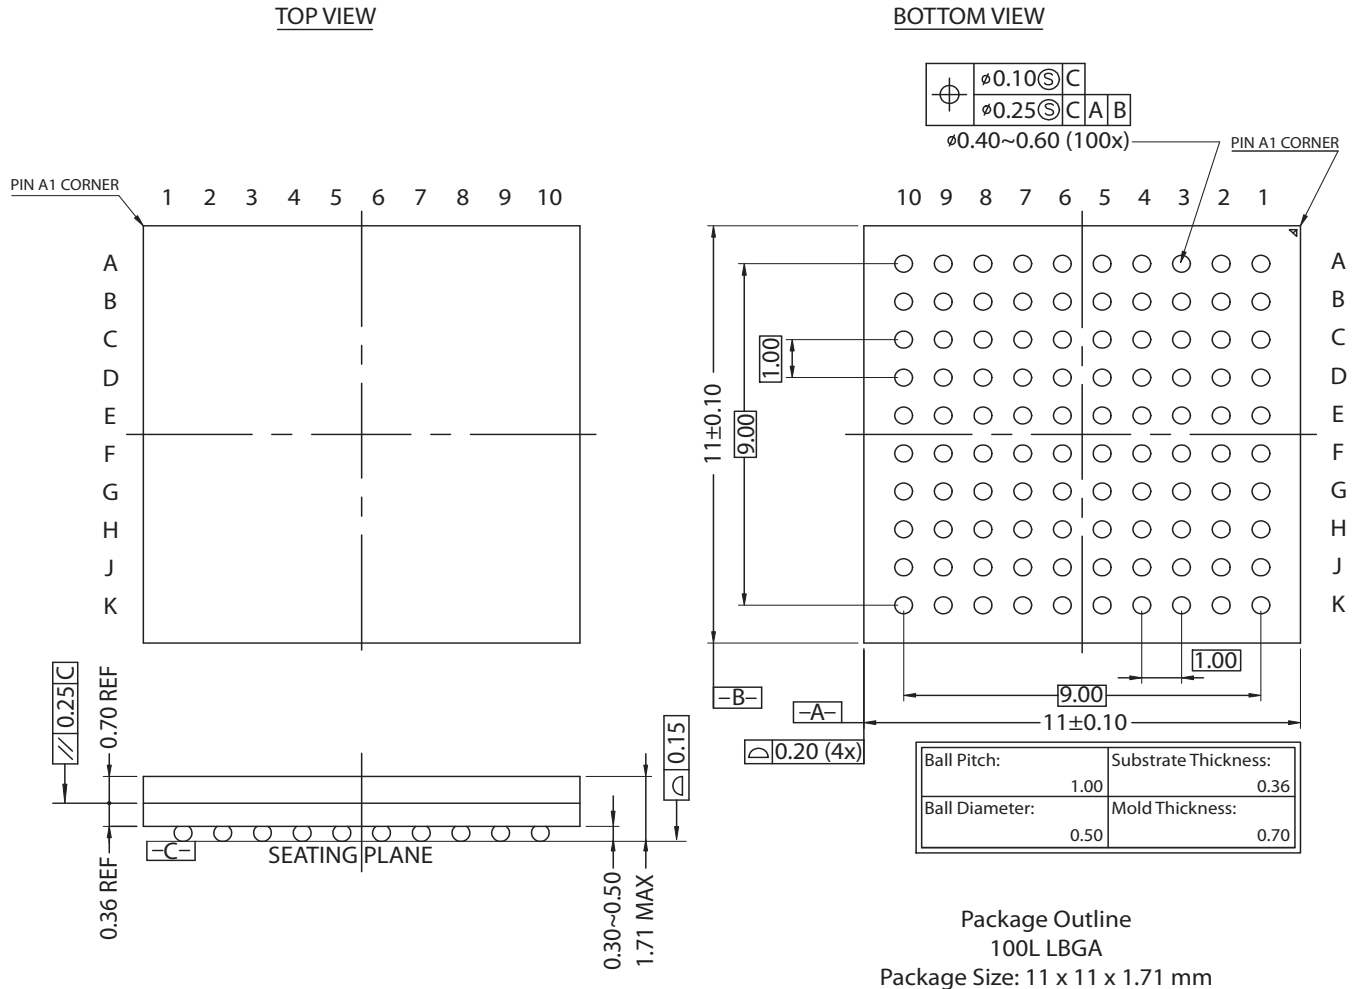 TOP VIEW
BOTTOM VIEW
⌀0.10Ⓢ C
⌀0.25Ⓢ C A B
⌀0.40~0.60 (100x)
PIN A1 CORNER
PIN A1 CORNER
1 2 3 4 5 6 7 8 9 10
10 9 8 7 6 5 4 3 2 1
A
B
C
D
E
F
G
H
J
K
A
B
C
D
E
F
G
H
J
K
1.00
11±0.10
9.00
1.00
9.00
11±0.10
–B–
–A–
⌓ 0.20 (4x)
// 0.25 C
0.70 REF
0.36 REF
–C–
SEATING PLANE
0.30~0.50
1.71 MAX
⌓ 0.15
Ball Pitch: 1.00
Substrate Thickness: 0.36
Ball Diameter: 0.50
Mold Thickness: 0.70
Package Outline
100L LBGA
Package Size: 11 x 11 x 1.71 mm